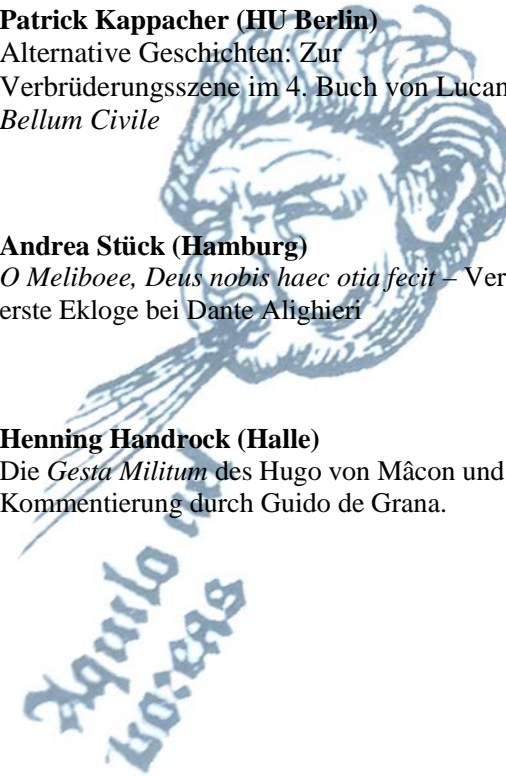 Patrick Kappacher (HU Berlin)
Alternative Geschichten: Zur
Verbrüderungsszene im 4. Buch von Lucan
Bellum Civile
Andrea Stück (Hamburg)
O Meliboee, Deus nobis haec otia fecit – Ver
erste Ekloge bei Dante Alighieri
Henning Handrock (Halle)
Die Gesta Militum des Hugo von Mâcon und
Kommentierung durch Guido de Grana.
Aquilo
boreas